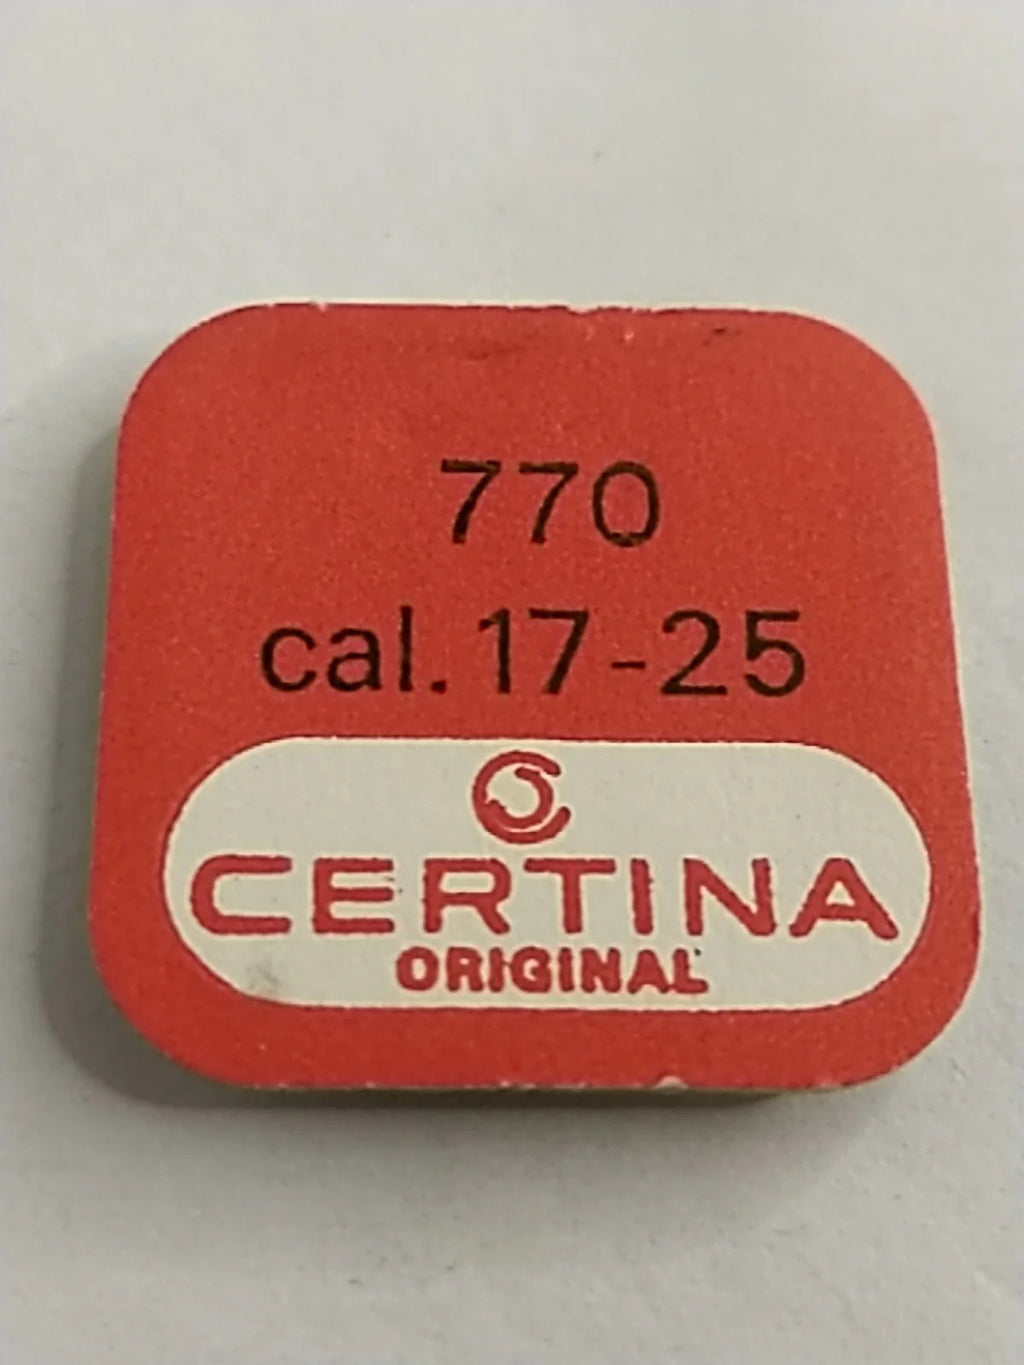 770
cal. 17-25
CERTINA
ORIGINAL